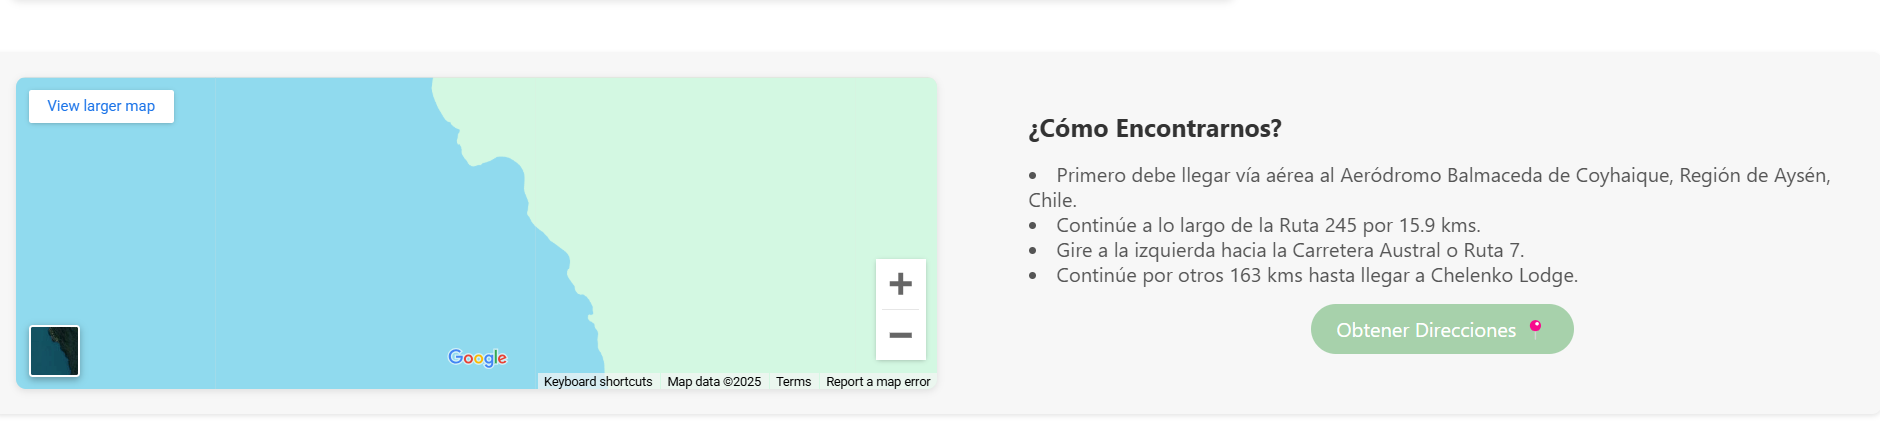 View larger map
Google
Keyboard shortcuts Map data ©2025 Terms Report a map error
¿Cómo Encontrarnos?
• Primero debe llegar vía aérea al Aeródromo Balmaceda de Coyhaique, Región de Aysén,
Chile.
• Continúe a lo largo de la Ruta 245 por 15.9 kms.
• Gire a la izquierda hacia la Carretera Austral o Ruta 7.
• Continúe por otros 163 kms hasta llegar a Chelenko Lodge.
Obtener Direcciones